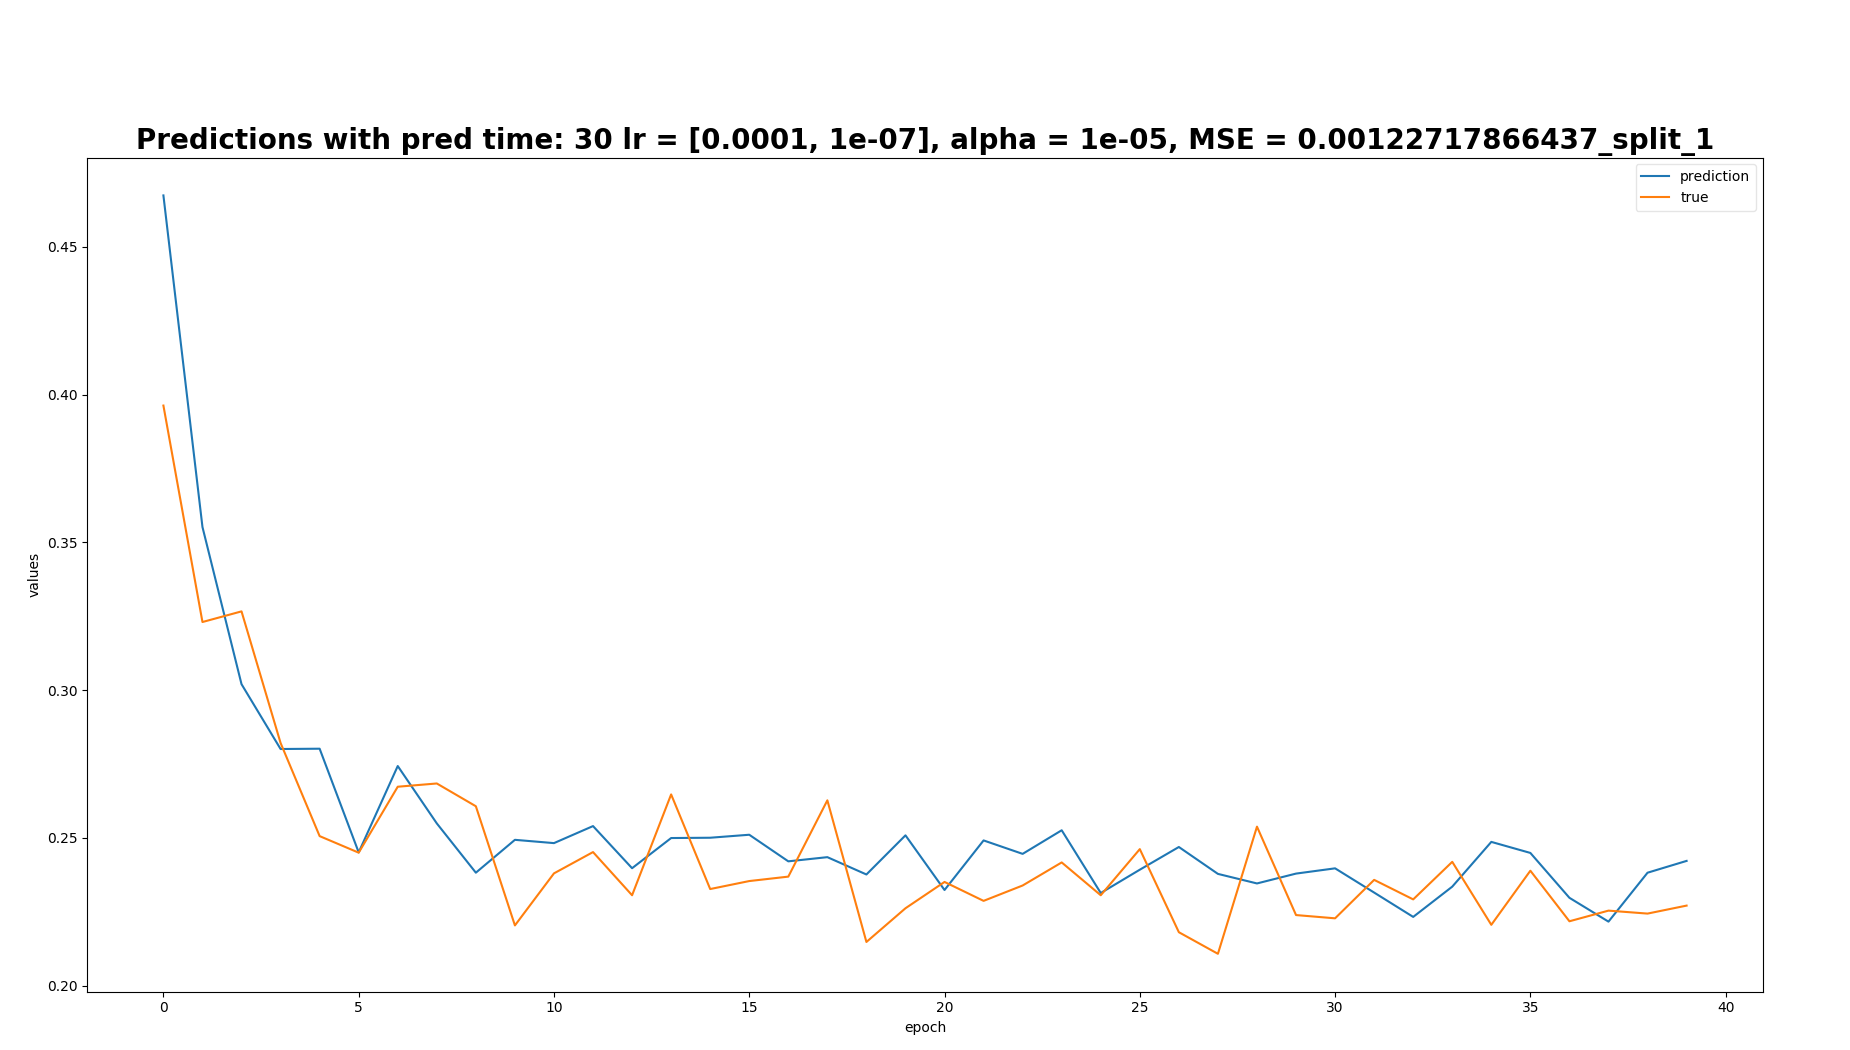 Predictions with pred time: 30 lr = [0.0001, 1e-07], alpha = 1e-05, MSE = 0.00122717866437_split_1
prediction
true
0.45
0.40
0.35
0.30
0.25
0.20
values
0 5 10 15 20 25 30 35 40
epoch